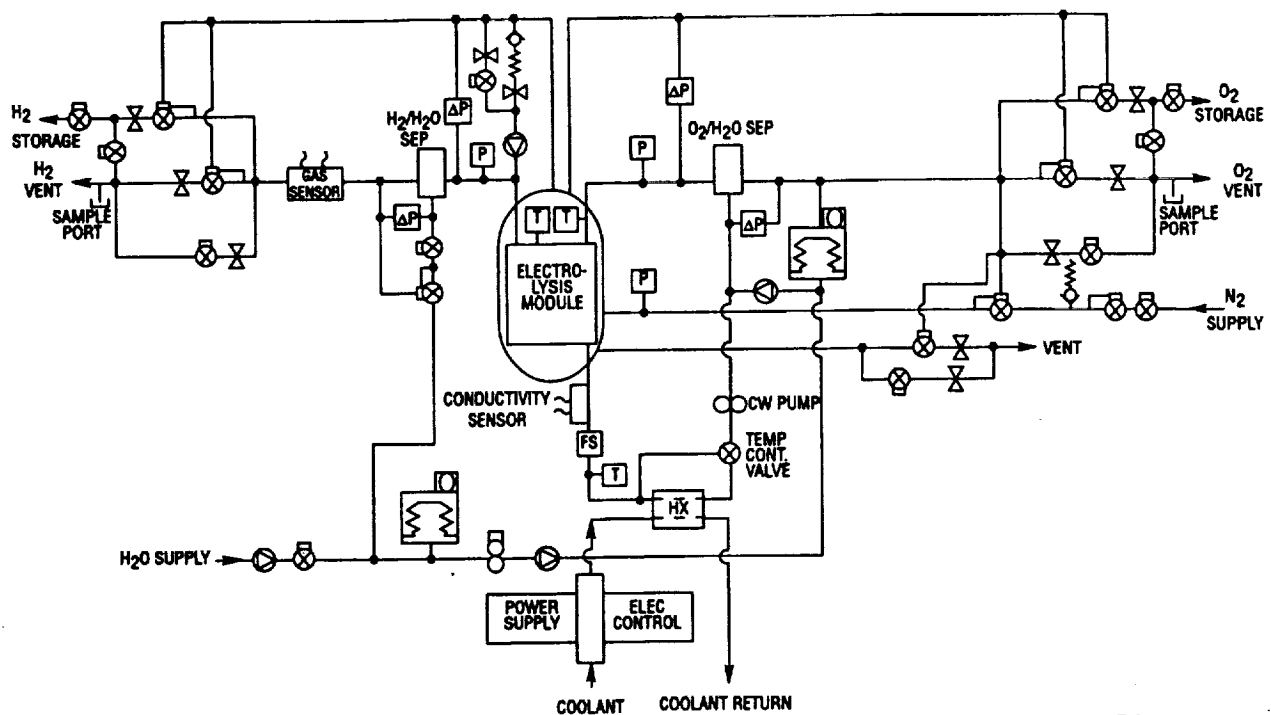 ΔP
ΔP
H2/H2O
SEP
O2/H2O SEP
H2
STORAGE
O2
STORAGE
P
P
H2
VENT
GAS
SENSOR
O2
VENT
SAMPLE
PORT
SAMPLE
PORT
ΔP
T
T
ΔP
ELECTRO-
LYSIS
MODULE
P
N2
SUPPLY
VENT
CONDUCTIVITY
SENSOR
CW PUMP
FS
TEMP
CONT.
VALVE
T
HX
H2O SUPPLY
POWER
SUPPLY
ELEC
CONTROL
COOLANT
COOLANT RETURN